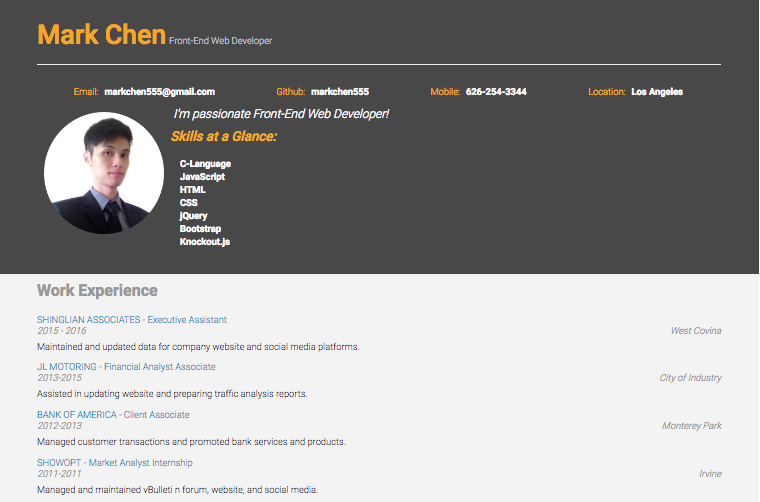 Mark Chen Front-End Web Developer
Email: markchen555@gmail.com Github: markchen555 Mobile: 626-254-3344 Location: Los Angeles
I'm passionate Front-End Web Developer!
Skills at a Glance:
C-Language
JavaScript
HTML
CSS
jQuery
Bootstrap
Knockout.js
Work Experience
SHINGLIAN ASSOCIATES - Executive Assistant
2015 - 2016 West Covina
Maintained and updated data for company website and social media platforms.
JL MOTORING - Financial Analyst Associate
2013-2015 City of Industry
Assisted in updating website and preparing traffic analysis reports.
BANK OF AMERICA - Client Associate
2012-2013 Monterey Park
Managed customer transactions and promoted bank services and products.
SHOWOPT - Market Analyst Internship
2011-2011 Irvine
Managed and maintained vBulleti n forum, website, and social media.